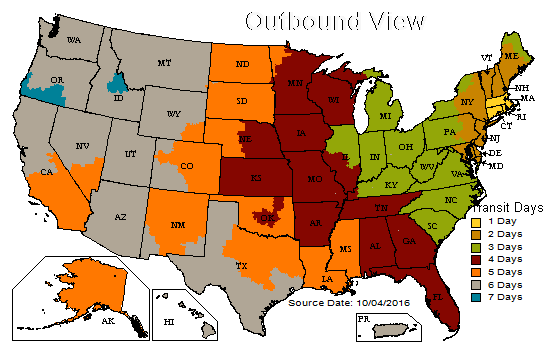 Outbound View
WA
MT
ND
MN
ME
VT
OR
ID
SD
WI
NY
NH
MA
RI
CT
WY
MI
IA
PA
NJ
NE
NV
UT
IL
IN
OH
DE
MD
CA
CO
KS
MO
WV
VA
KY
AZ
NM
OK
AR
TN
NC
SC
MS
AL
GA
TX
LA
FL
AK
HI
PR
Transit Days
1 Day
2 Days
3 Days
4 Days
5 Days
6 Days
7 Days
Source Date: 10/04/2016